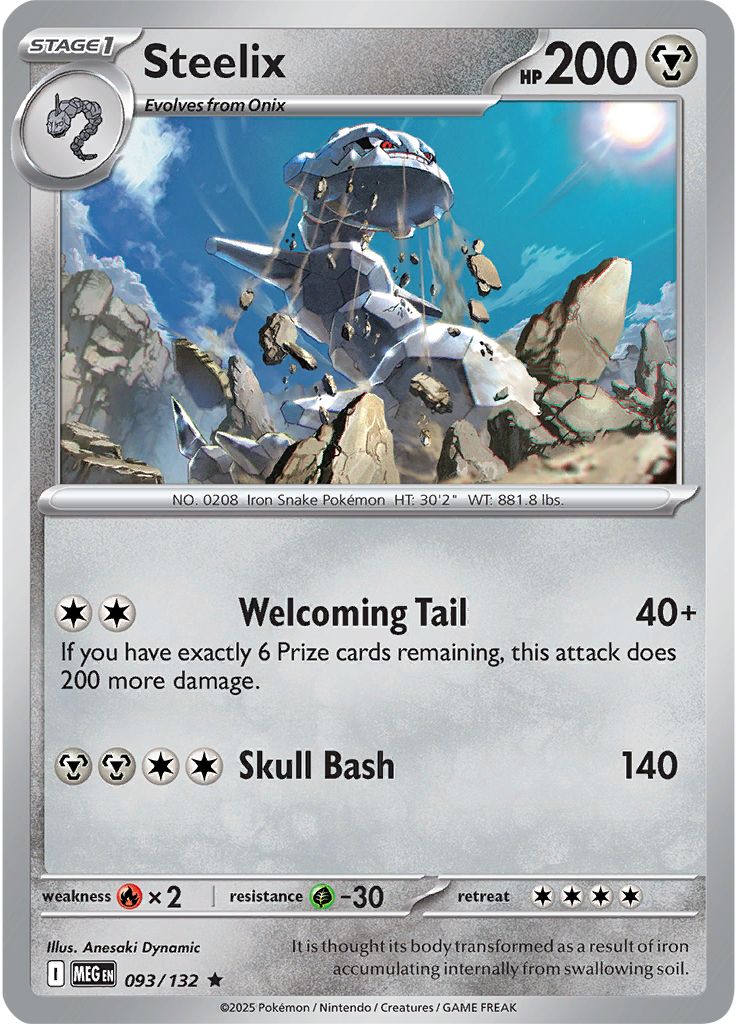 STAGE1
Steelix
HP 200
Evolves from Onix
NO. 0208 Iron Snake Pokémon HT: 30'2" WT: 881.8 lbs.
Welcoming Tail 40+
If you have exactly 6 Prize cards remaining, this attack does
200 more damage.
Skull Bash 140
weakness ×2 resistance -30 retreat
Illus. Anesaki Dynamic
It is thought its body transformed as a result of iron
accumulating internally from swallowing soil.
I MEG EN 093/132 ★
©2025 Pokémon / Nintendo / Creatures / GAME FREAK